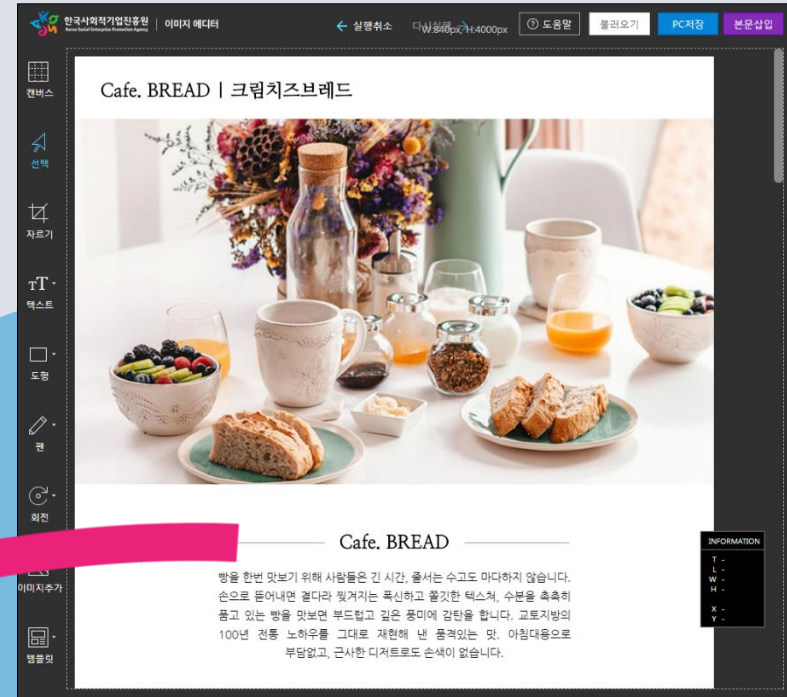 한국사회적기업진흥원 | 이미지 에디터
Korea Social Enterprise Promotion Agency
← 실행취소
다시실행 →
W:840px/H:4000px
? 도움말
불러오기
PC저장
본문삽입
캔버스
선택
자르기
TT
텍스트
도형
펜
회전
이미지추가
템플릿
Cafe. BREAD | 크림치즈브레드
Cafe. BREAD
빵을 한번 맛보기 위해 사람들은 긴 시간, 줄서는 수고도 마다하지 않습니다.
손으로 뜯어내면 결다라 찢겨지는 폭신하고 쫄깃한 텍스쳐, 수분을 촉촉히
품고 있는 빵을 맛보면 부드럽고 깊은 풍미에 감탄을 합니다. 교토지방의
100년 전통 노하우를 그대로 재현해 낸 품격있는 맛. 아침대용으로
부담없고, 근사한 디저트로도 손색이 없습니다.
INFORMATION
T -
L -
W -
H -
X -
Y -